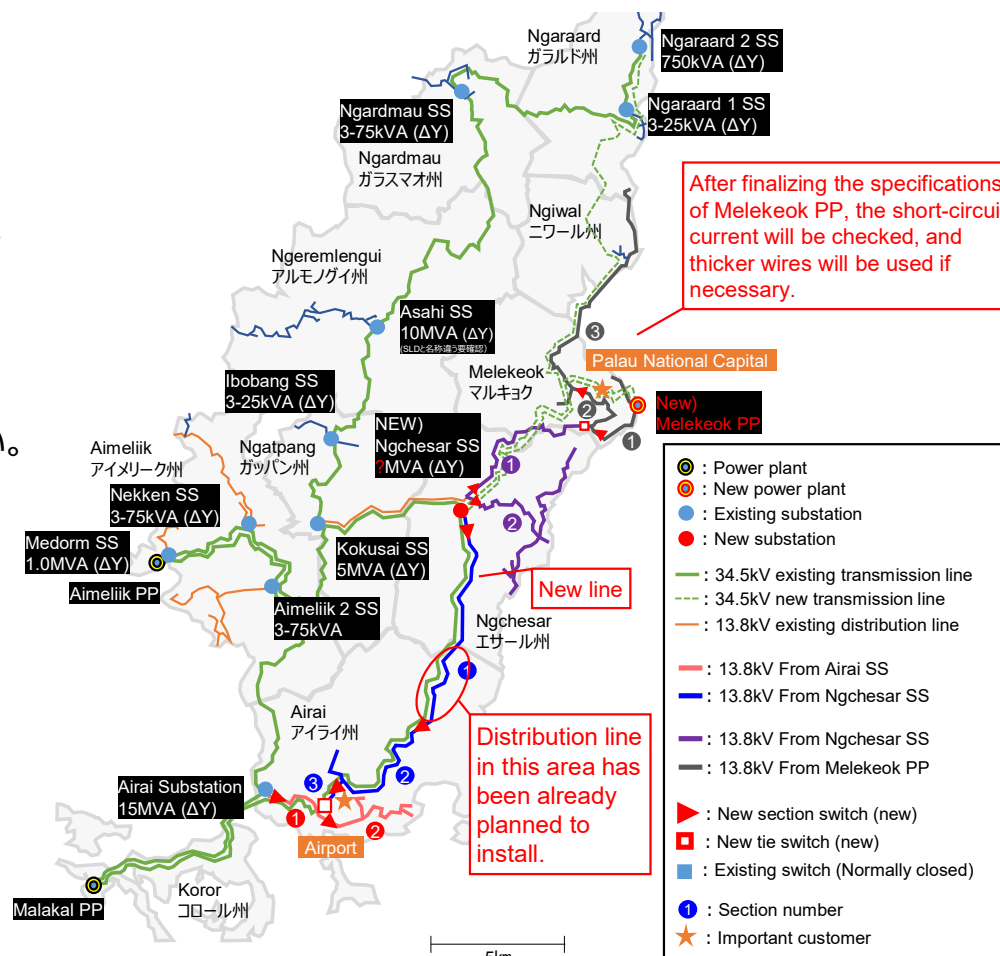 Ngaraard
ガラルド州
Ngaraard 2 SS
750kVA (ΔY)
Ngardmau SS
3-75kVA (ΔY)
Ngaraard 1 SS
3-25kVA (ΔY)
Ngardmau
ガラスマオ州
After finalizing the specifications
of Melekeok PP, the short-circui
current will be checked, and
thicker wires will be used if
necessary.
Ngiwal
ニワール州
Ngeremlengui
アルモノグイ州
Asahi SS
10MVA (ΔY)
(SLDと名称違う要確認)
3
Palau National Capital
Melekeok
マルキョク
Ibobang SS
3-25kVA (ΔY)
New)
Melekeok PP
2
1
NEW)
Ngchesar SS
?MVA (ΔY)
い。
Aimeliik
アイメリーク州
Ngatpang
ガッパン州
1
2
Nekken SS
3-75kVA (ΔY)
Medorm SS
1.0MVA (ΔY)
Kokusai SS
5MVA (ΔY)
Aimeliik PP
Aimeliik 2 SS
3-75kVA
New line
Ngchesar
エサール州
1
Airai
アイライ州
Distribution line
in this area has
been already
planned to
install.
2
3
Airai Substation
15MVA (ΔY)
1
2
Airport
Malakal PP
Koror
コロール州
5km
: Power plant
: New power plant
: Existing substation
: New substation
: 34.5kV existing transmission line
: 34.5kV new transmission line
: 13.8kV existing distribution line
: 13.8kV From Airai SS
: 13.8kV From Ngchesar SS
: 13.8kV From Ngchesar SS
: 13.8kV From Melekeok PP
: New section switch (new)
: New tie switch (new)
: Existing switch (Normally closed)
1 : Section number
: Important customer